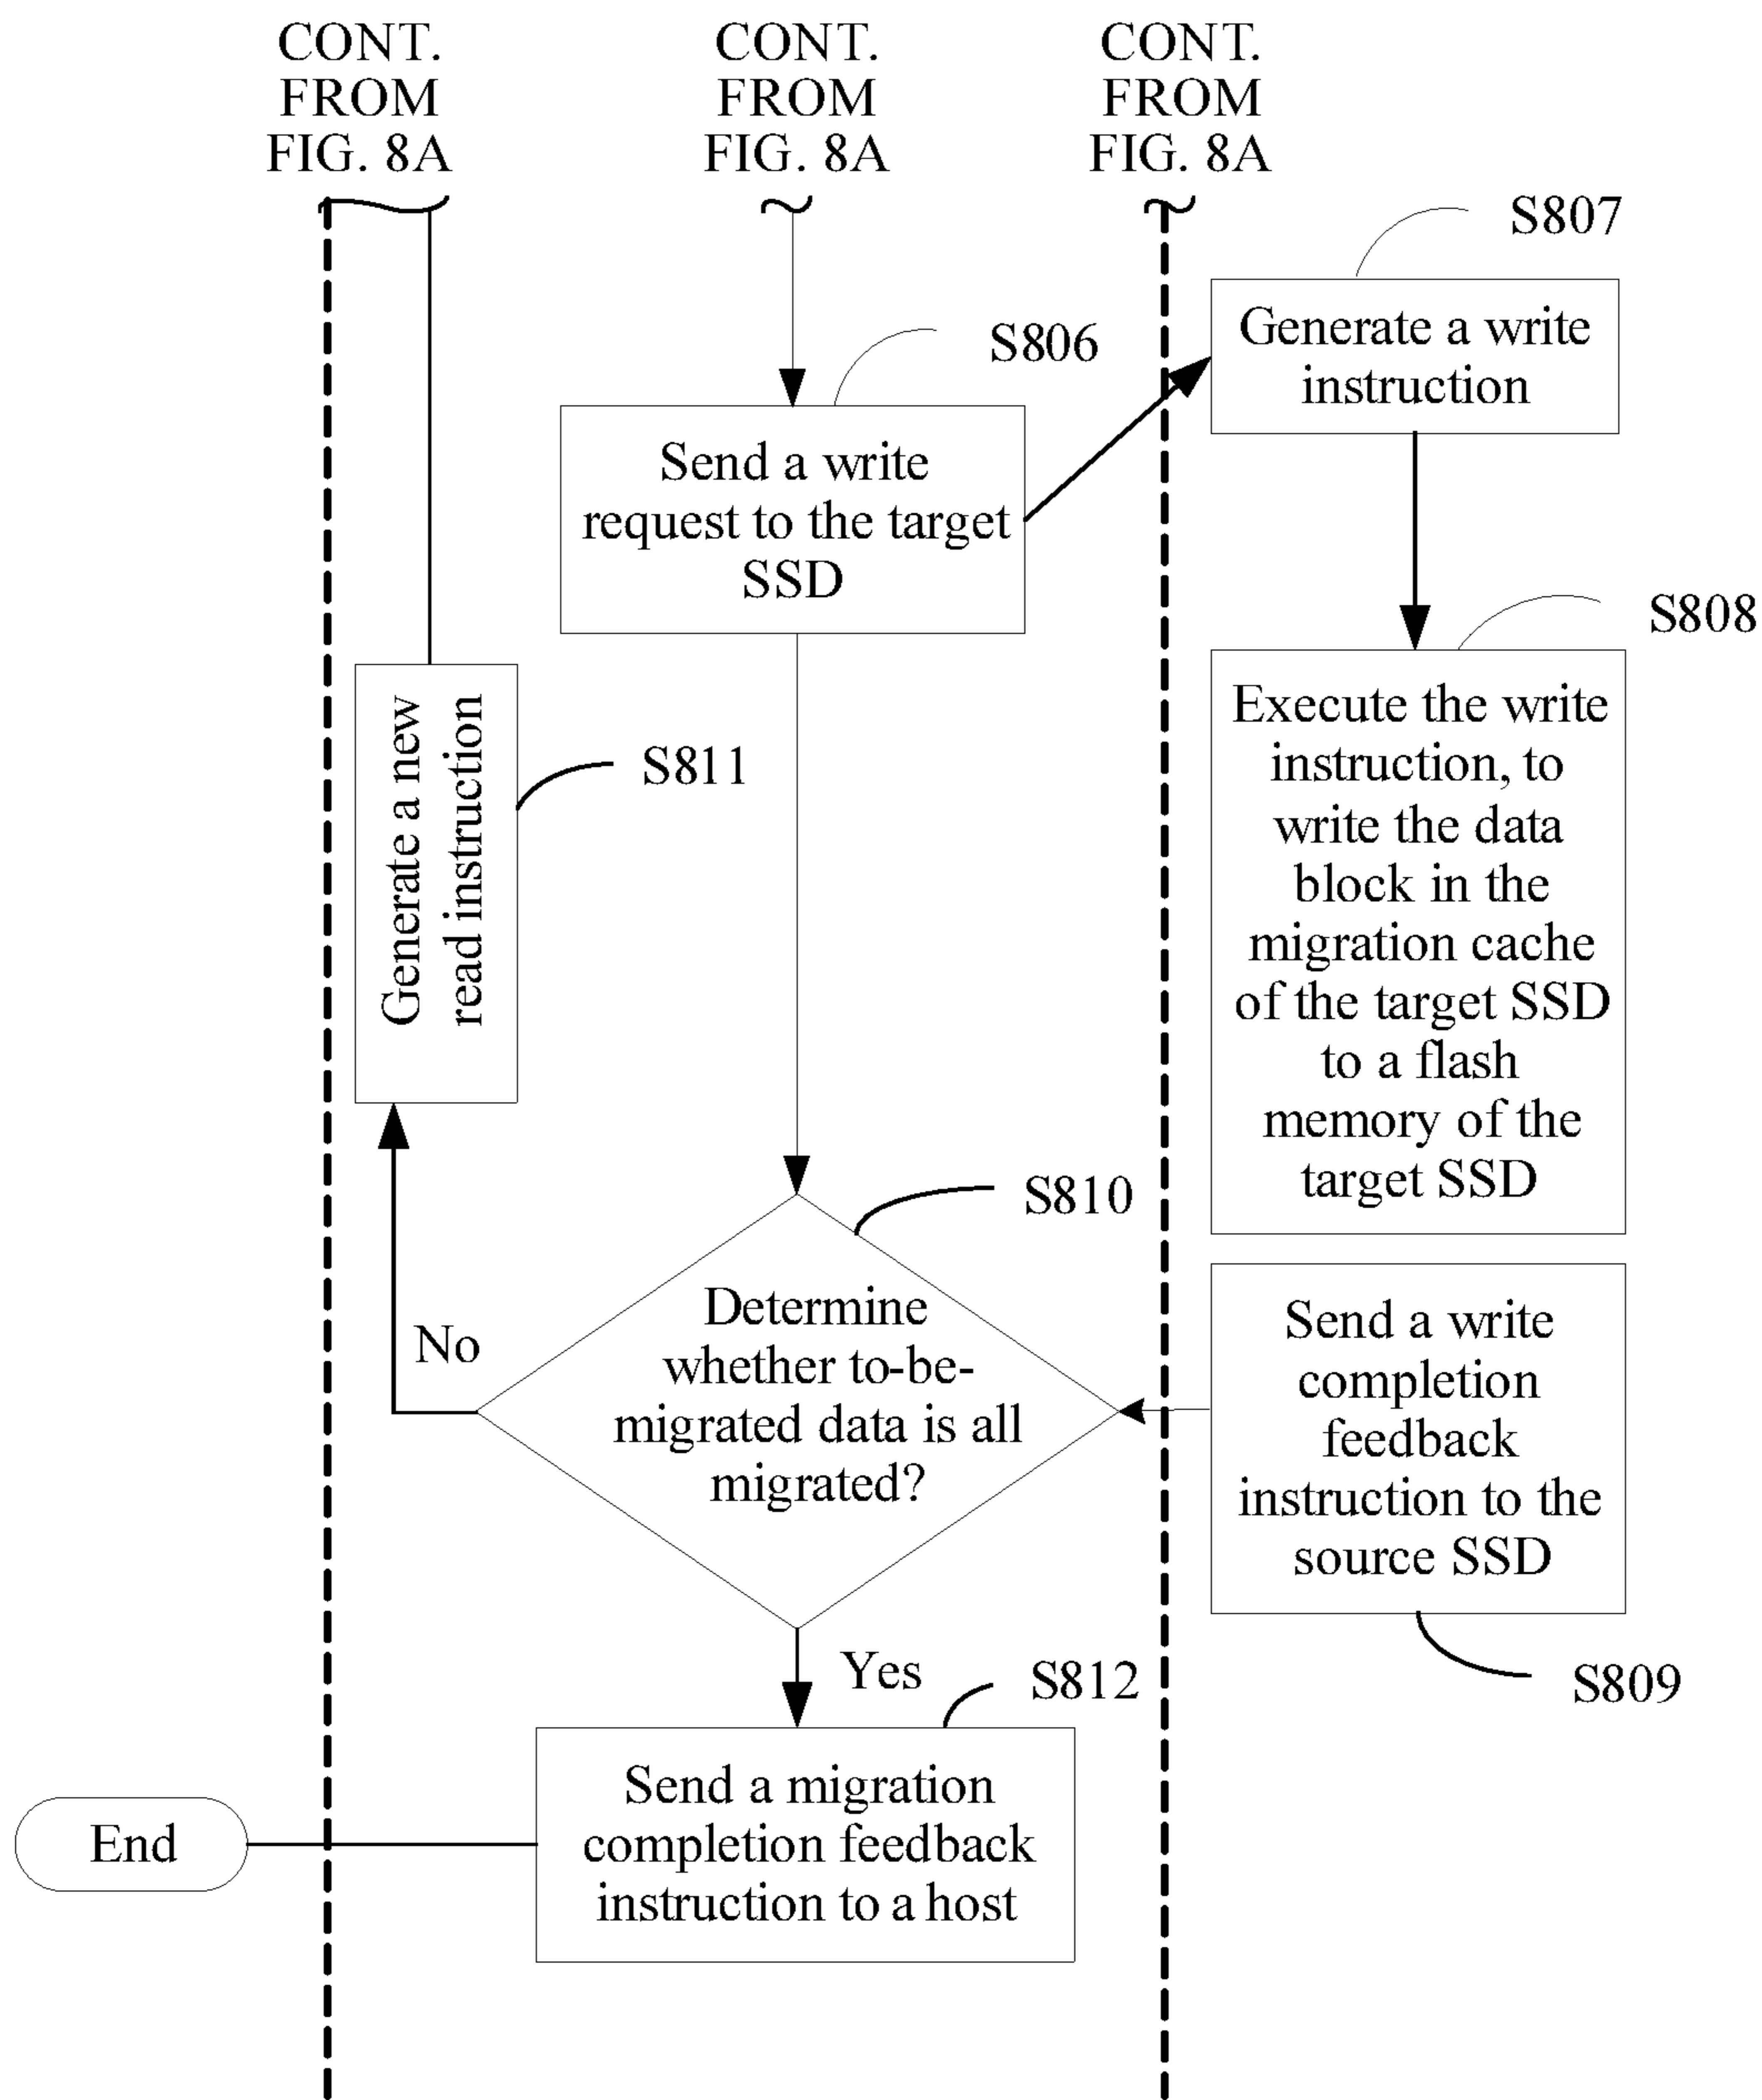 CONT.
FROM
FIG. 8A
CONT.
FROM
FIG. 8A
CONT.
FROM
FIG. 8A
S807
Generate a write
instruction
S806
Send a write
request to the target
SSD
S808
Execute the write
instruction, to
write the data
block in the
migration cache
of the target SSD
to a flash
memory of the
target SSD
Generate a new
read instruction
S811
S810
Determine
whether to-be-
migrated data is all
migrated?
No
Send a write
completion
feedback
instruction to the
source SSD
S809
Yes
S812
Send a migration
completion feedback
instruction to a host
End